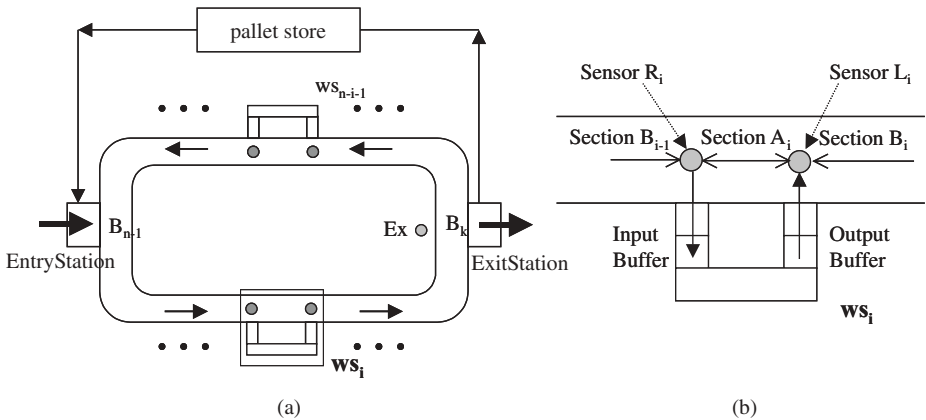 pallet store
ws_{n-i-1}
B_{n-1}
Ex
B_k
EntryStation
ExitStation
ws_i
(a)
Sensor R_i
Sensor L_i
Section B_{i-1}
Section A_i
Section B_i
Input
Buffer
Output
Buffer
ws_i
(b)